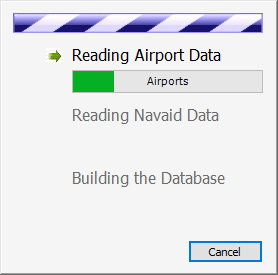 Reading Airport Data
Airports
Reading Navaid Data
Building the Database
Cancel